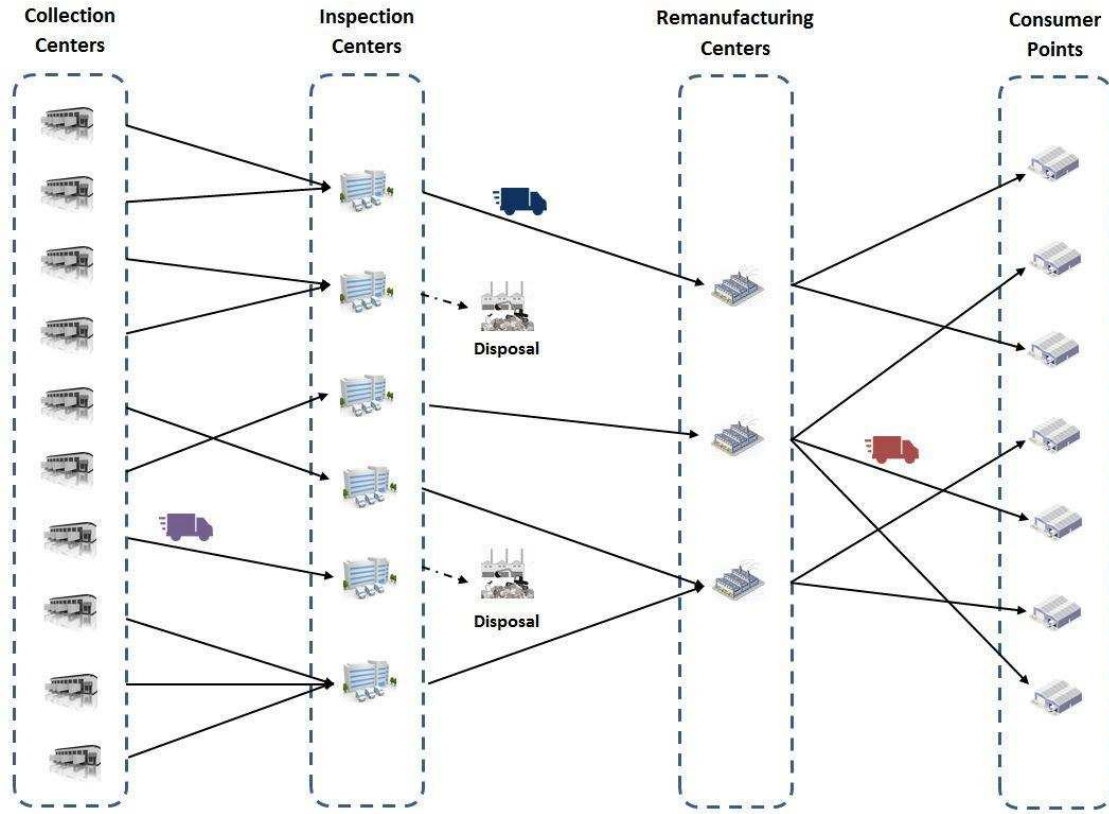 Collection
Centers
Inspection
Centers
Remanufacturing
Centers
Consumer
Points
Disposal
Disposal